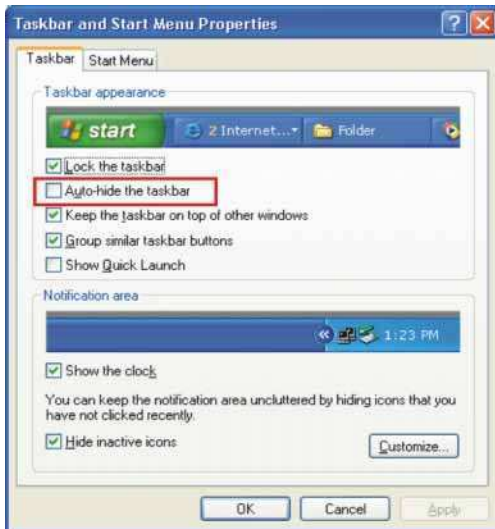 Taskbar and Start Menu Properties
Taskbar Start Menu
Taskbar appearance
start 2 Internet... Folder
Lock the taskbar
Auto-hide the taskbar
Keep the taskbar on top of other windows
Group similar taskbar buttons
Show Quick Launch
Notification area
1:23 PM
Show the clock
You can keep the notification area uncluttered by hiding icons that you
have not clicked recently.
Hide inactive icons Customize...
OK Cancel Apply